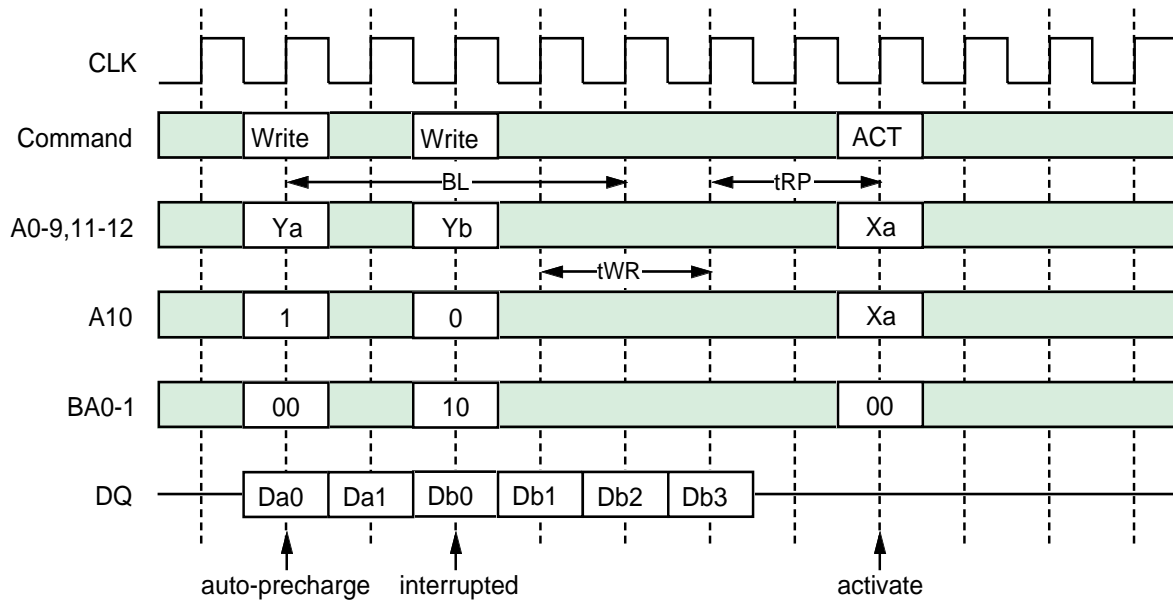 CLK
Command Write Write ACT
BL tRP
A0-9,11-12 Ya Yb Xa
tWR
A10 1 0 Xa
BA0-1 00 10 00
DQ Da0 Da1 Db0 Db1 Db2 Db3
auto-precharge interrupted activate